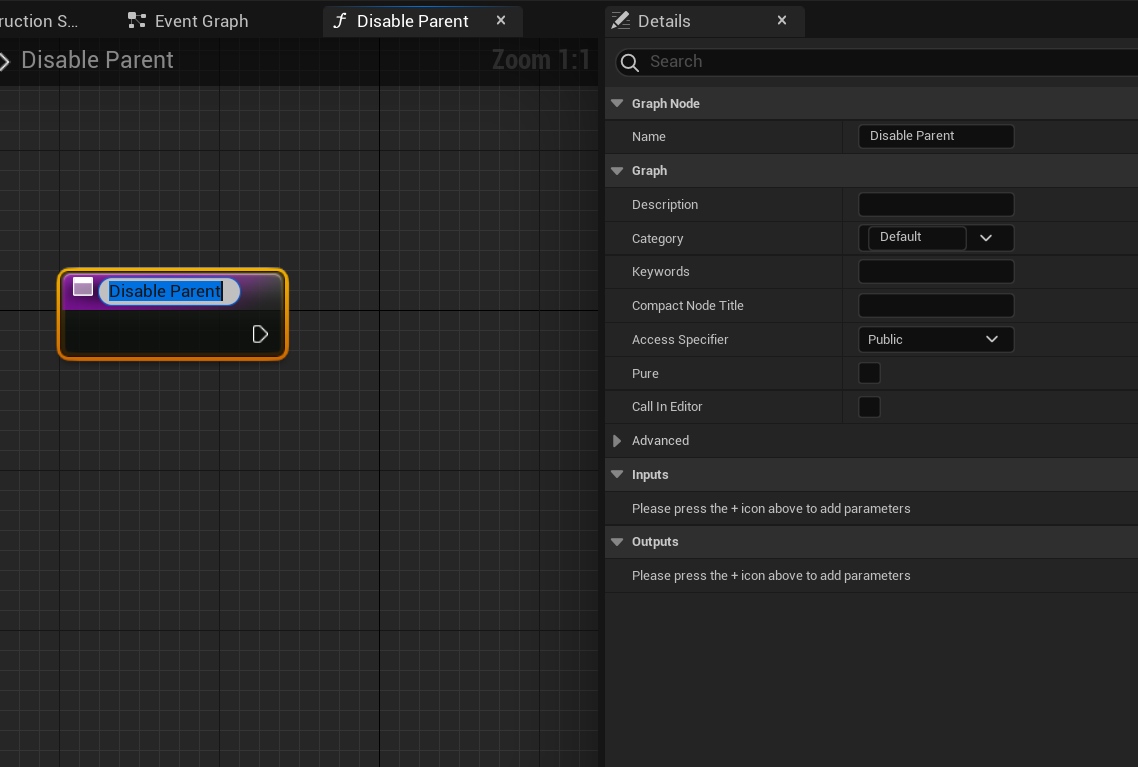 ruction S...
Event Graph
Disable Parent
Details
Disable Parent
Zoom 1:1
Disable Parent
Search
Graph Node
Name
Disable Parent
Graph
Description
Category
Default
Keywords
Compact Node Title
Access Specifier
Public
Pure
Call In Editor
Advanced
Inputs
Please press the + icon above to add parameters
Outputs
Please press the + icon above to add parameters